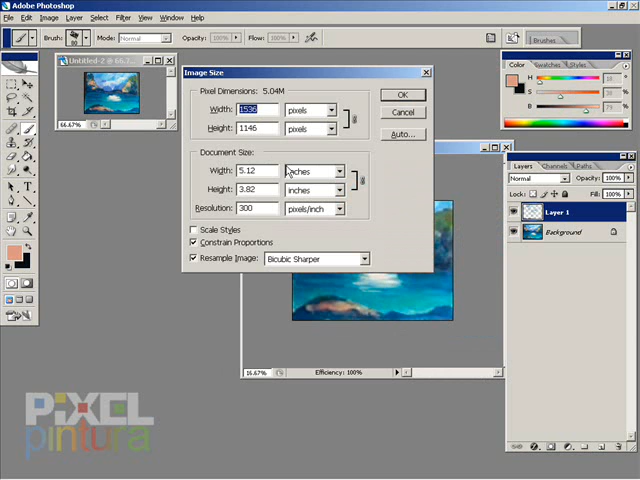 Adobe Photoshop
File Edit Image Layer Select Filter View Window Help
Brush: 80 Mode: Normal Opacity: 100% Flow: 100% Brushes
Untitled-2 @ 66.7...
66.67%
Image Size
Pixel Dimensions: 5.04M
Width: 1536 pixels
Height: 1146 pixels
OK
Cancel
Auto...
Document Size:
Width: 5.12 inches
Height: 3.82 inches
Resolution: 300 pixels/inch
Scale Styles
Constrain Proportions
Resample Image: Bicubic Sharper
Color Swatches Styles
H
S
B
%
Layers Channels Paths
Normal Opacity: 100%
Lock: Fill: 100%
Layer 1
Background
16.67% Efficiency: 100%
PiXEL
pintura